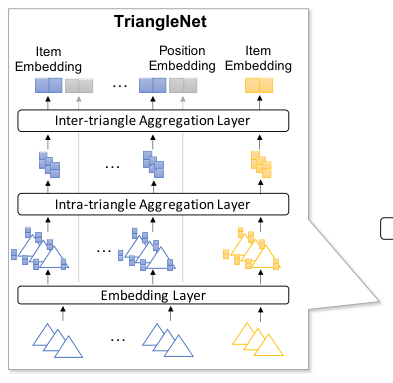 TriangleNet
Item Embedding
Position Embedding
Item Embedding
...
Inter-triangle Aggregation Layer
...
Intra-triangle Aggregation Layer
...
Embedding Layer
...